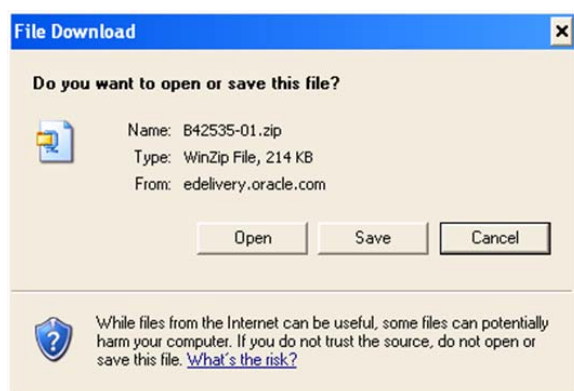 File Download
Do you want to open or save this file?
Name: B42535-01.zip
Type: WinZip File, 214 KB
From: edelivery.oracle.com
Open Save Cancel
While files from the Internet can be useful, some files can potentially
harm your computer. If you do not trust the source, do not open or
save this file. What's the risk?